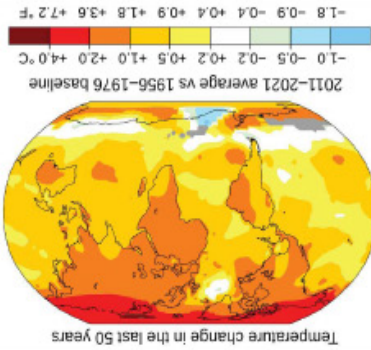 Temperature change in the last 50 years
2011–2021 average vs 1956–1976 baseline
−1.0 −0.5 −0.2 +0.2 +0.5 +1.0 +2.0 +4.0 °C
−1.8 −0.9 −0.4 +0.4 +0.9 +1.8 +3.6 +7.2 °F